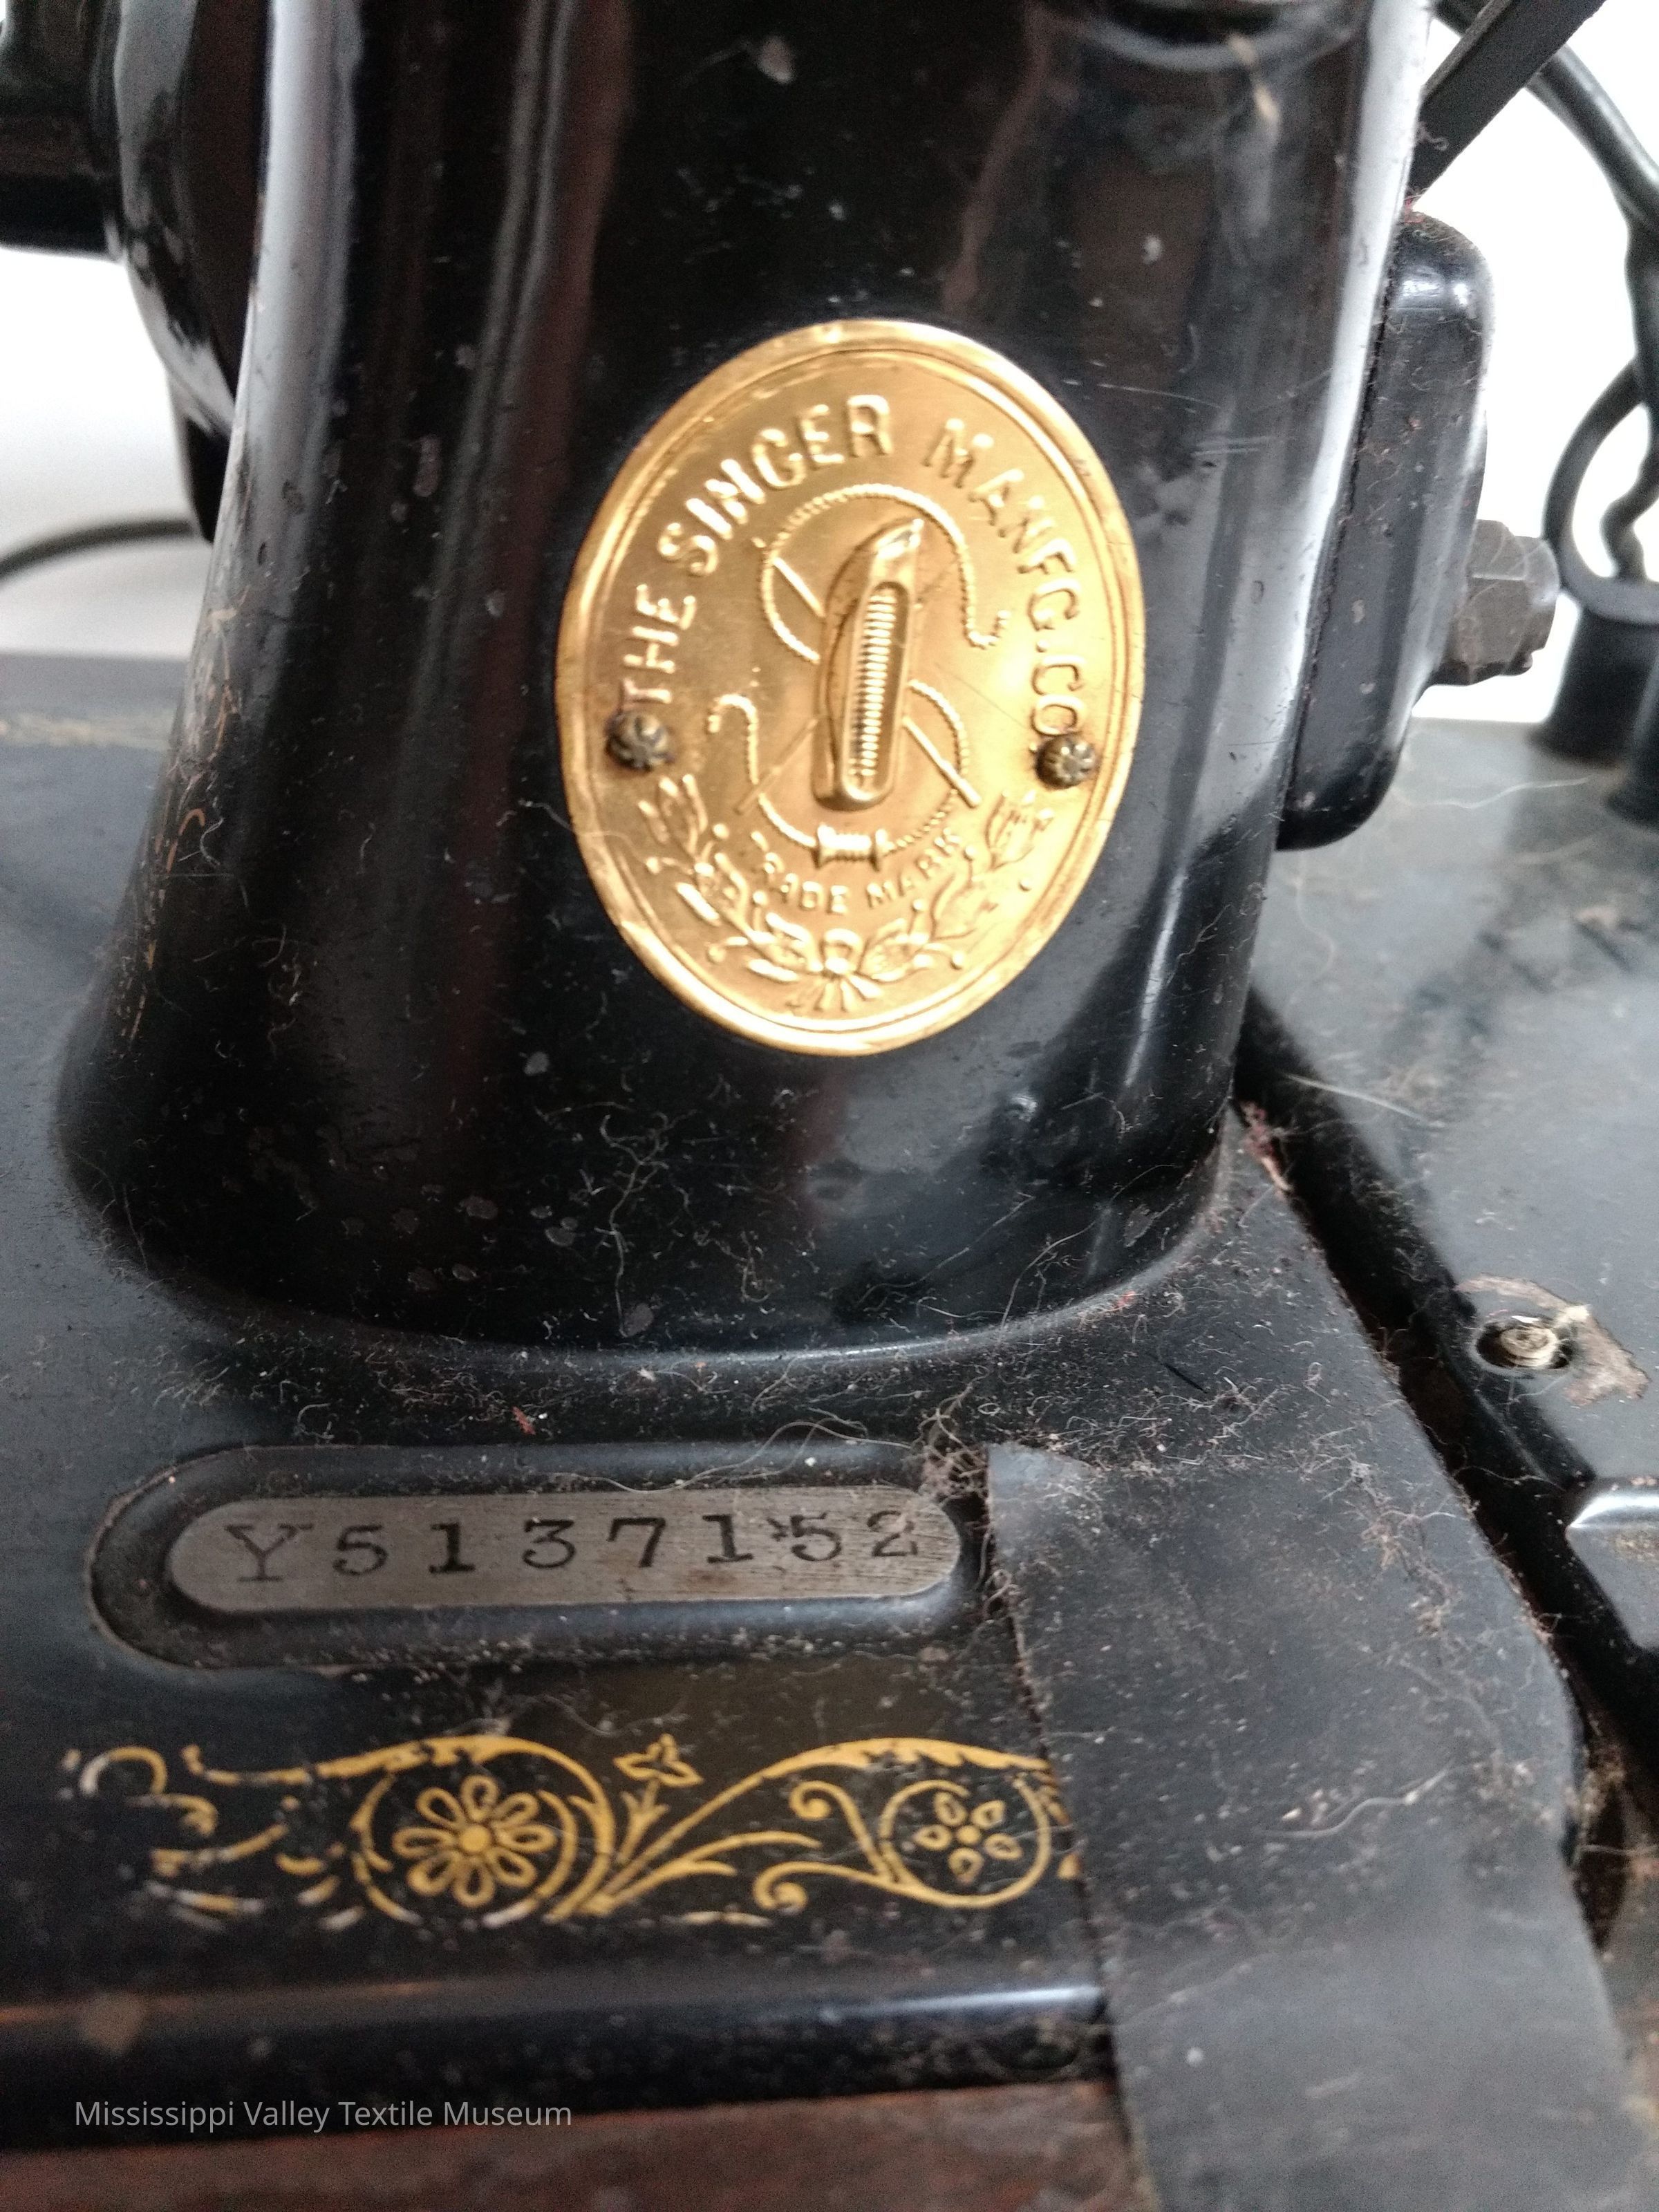 THE SINGER MANFG. CO.
TRADE MARK
Y5137152
Mississippi Valley Textile Museum